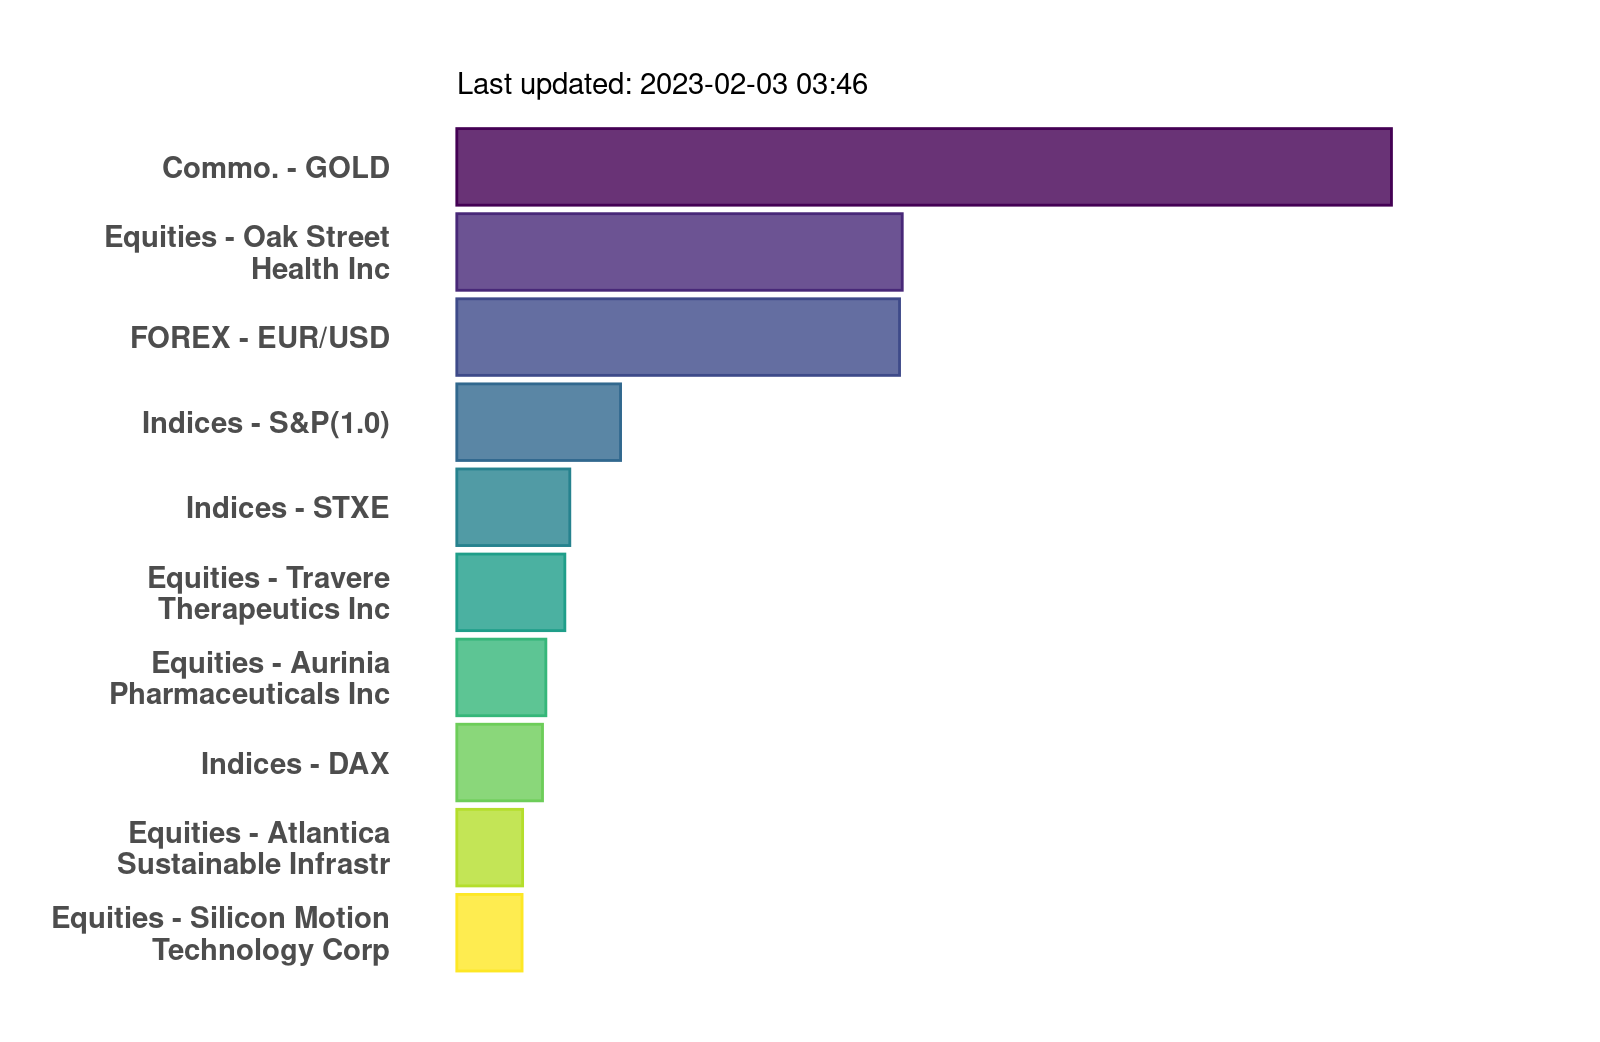 Last updated: 2023-02-03 03:46
Commo. - GOLD
Equities - Oak Street
Health Inc
FOREX - EUR/USD
Indices - S&P(1.0)
Indices - STXE
Equities - Travere
Therapeutics Inc
Equities - Aurinia
Pharmaceuticals Inc
Indices - DAX
Equities - Atlantica
Sustainable Infrastr
Equities - Silicon Motion
Technology Corp